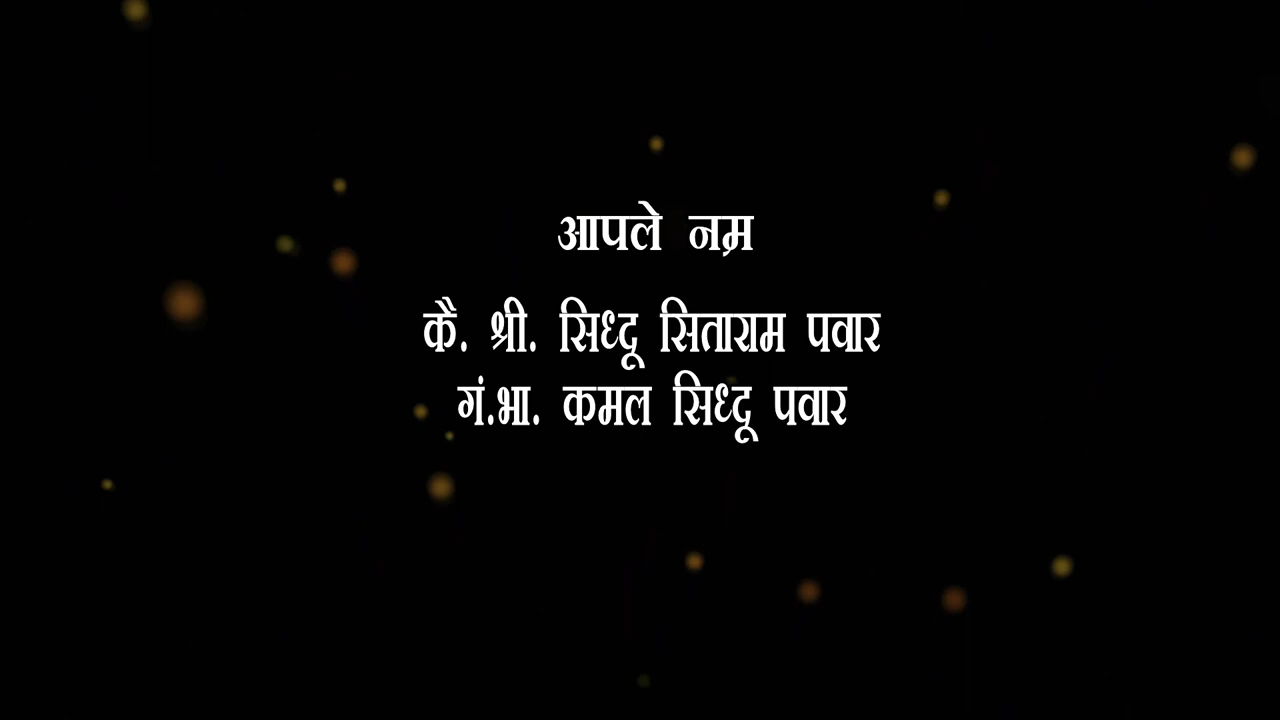 आपले नम्र
कै. श्री. सिध्दू सिताराम पवार
गं.भा. कमल सिध्दू पवार